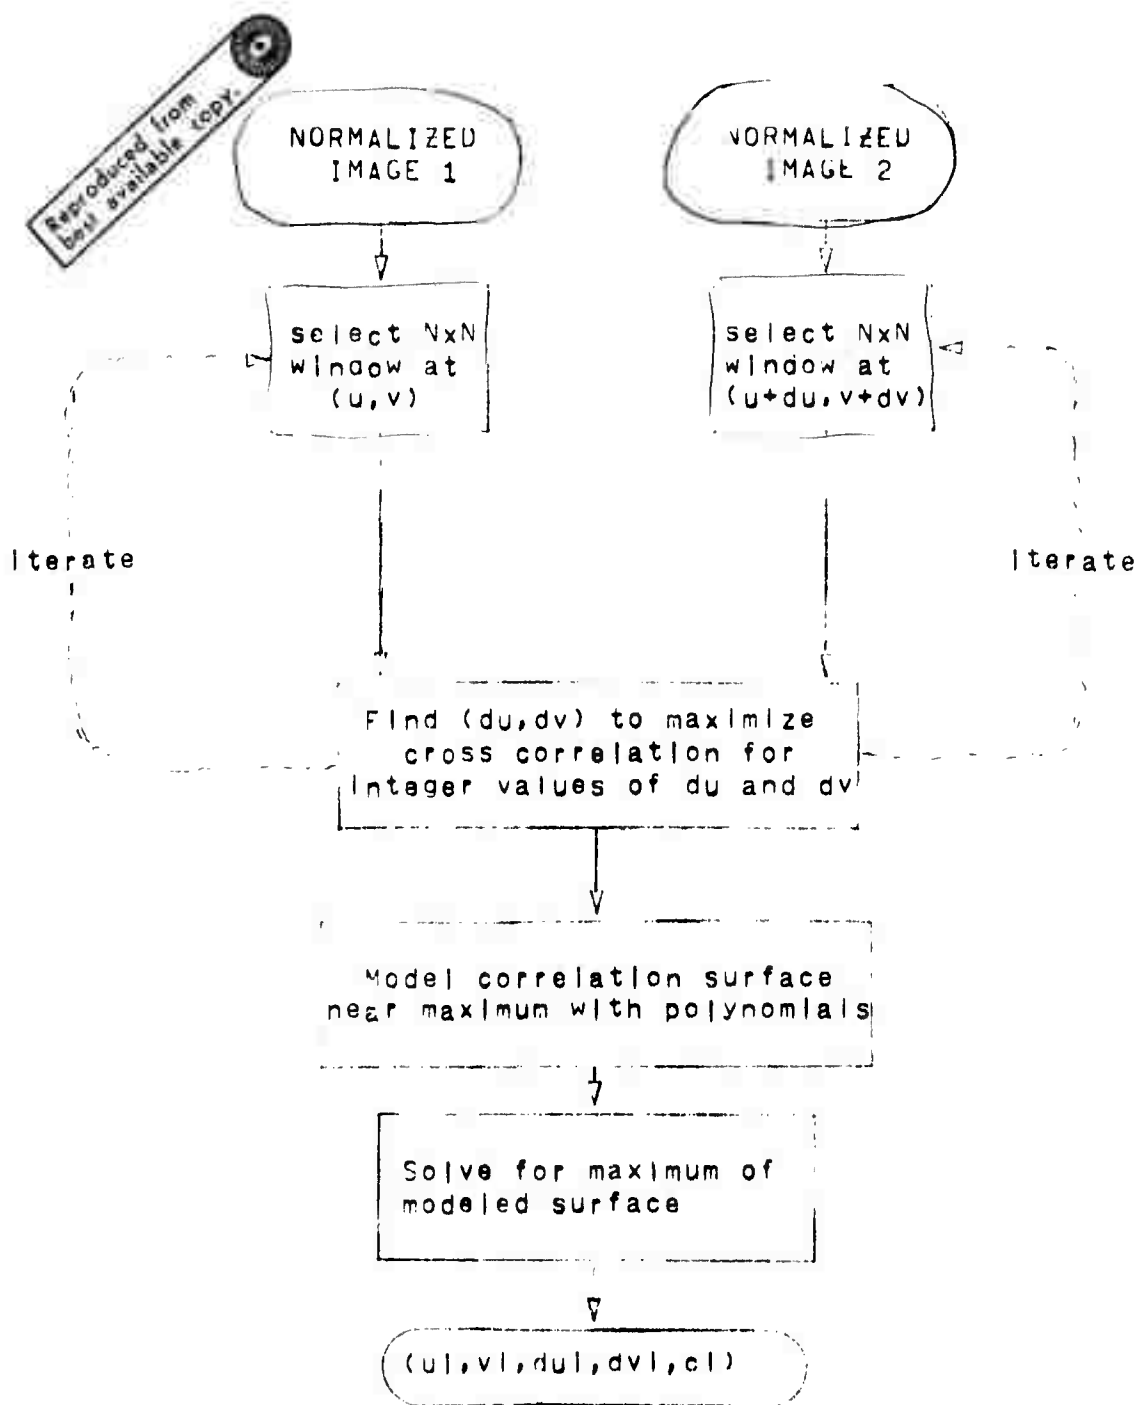 Reproduced from
best available copy.
NORMALIZED
IMAGE 1
NORMALIZED
IMAGE 2
select NxN
window at
(u,v)
select NxN
window at
(u+du,v+dv)
Iterate
Iterate
Find (du,dv) to maximize
cross correlation for
integer values of du and dv
Model correlation surface
near maximum with polynomials
Solve for maximum of
modeled surface
(ui,vi,dui,dvi,ci)